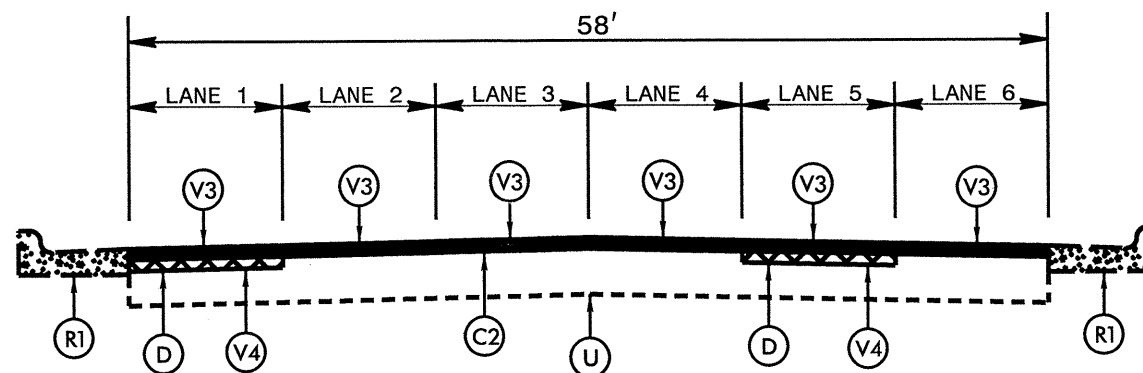 58'
LANE 1 LANE 2 LANE 3 LANE 4 LANE 5 LANE 6
V3 V3 V3 V3 V3 V3
R1 D V4 C2 U D V4 R1